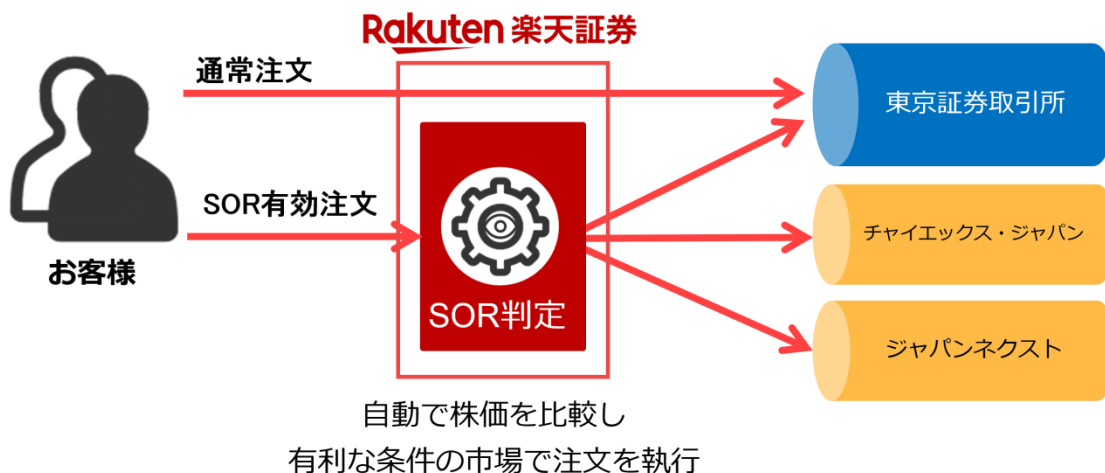 Rakuten 楽天証券
通常注文
東京証券取引所
SOR有効注文
チャイエックス・ジャパン
お客様
SOR判定
ジャパンネクスト
自動で株価を比較し
有利な条件の市場で注文を執行